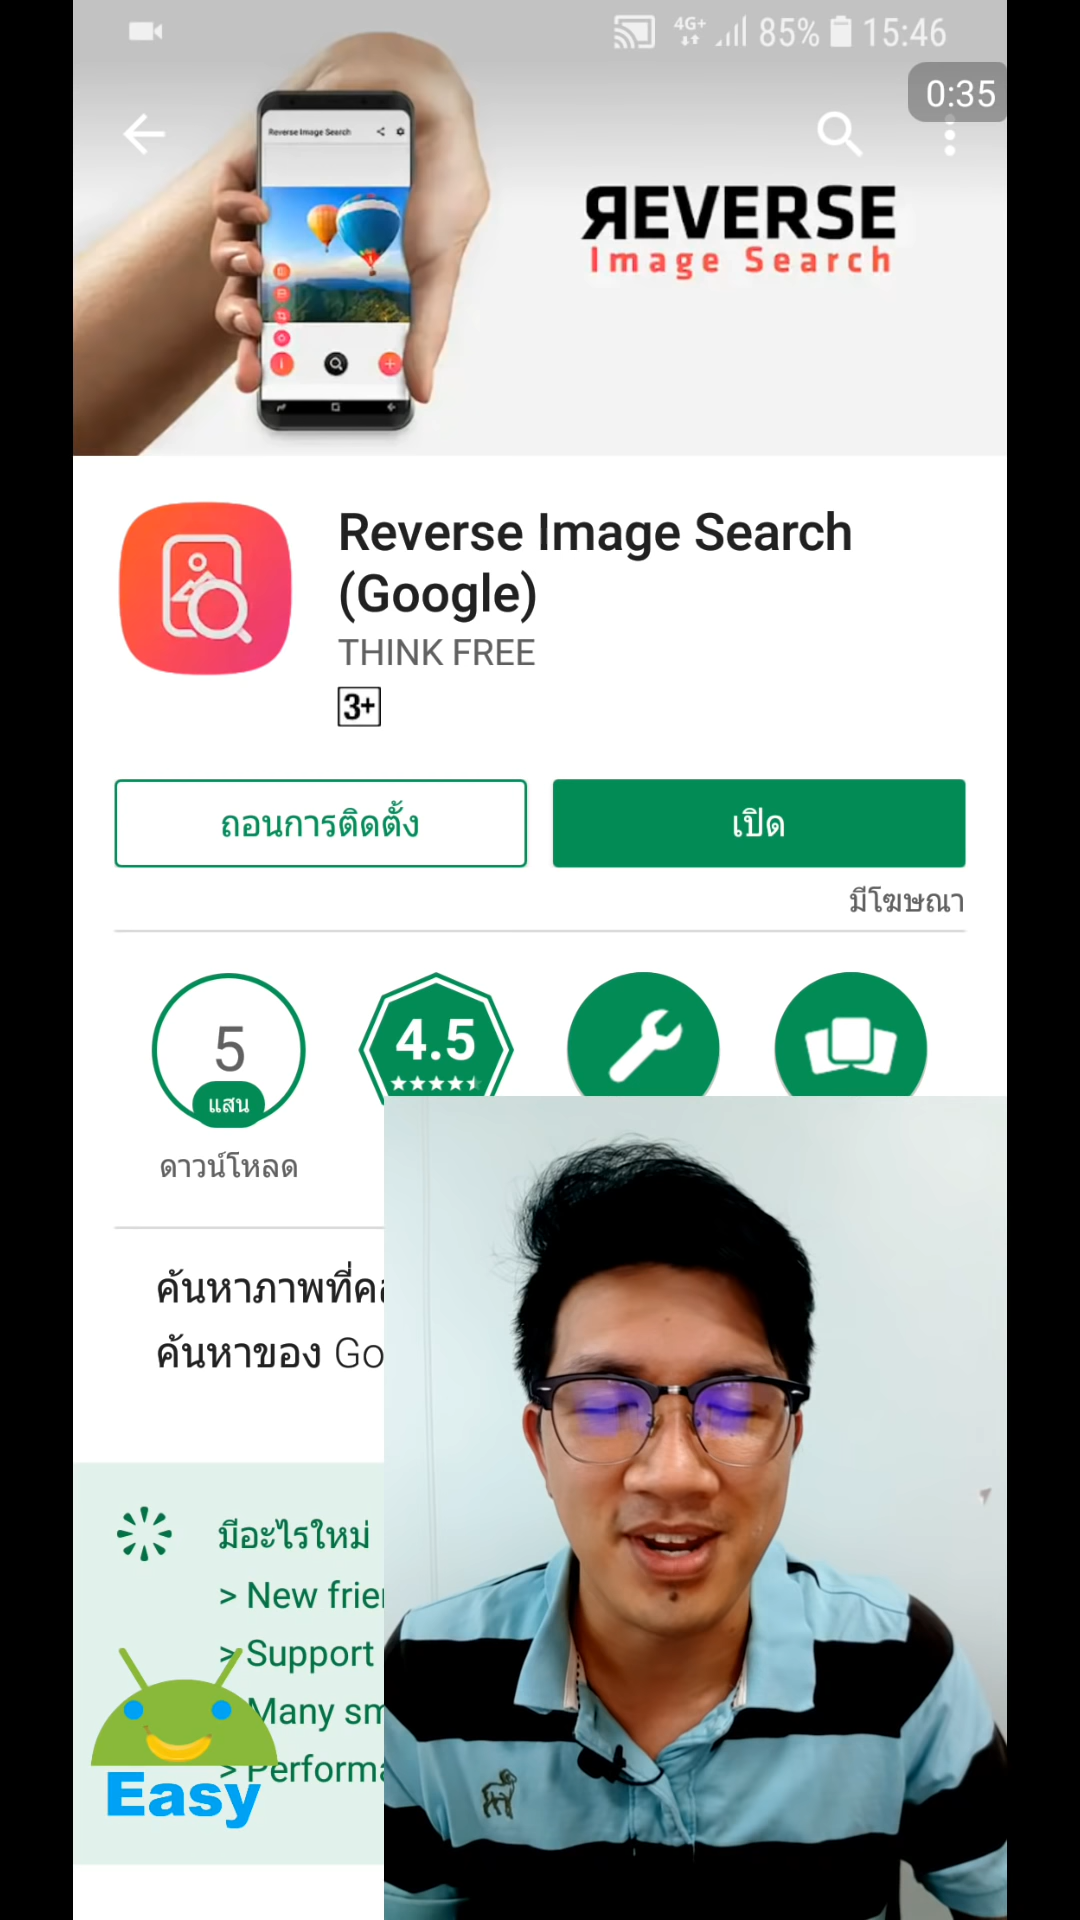 4G+ 85% 15:46
0:35
Reverse Image Search
REVERSE
Image Search
Reverse Image Search
(Google)
THINK FREE
3+
ถอนการติดตั้ง
เปิด
มีโฆษณา
5
แสน
4.5
ดาวน์โหลด
ค้นหาภาพที่
ค้นหาของ Go
มีอะไรใหม่
> New frie
> Support
Many sm
> Performa
Easy